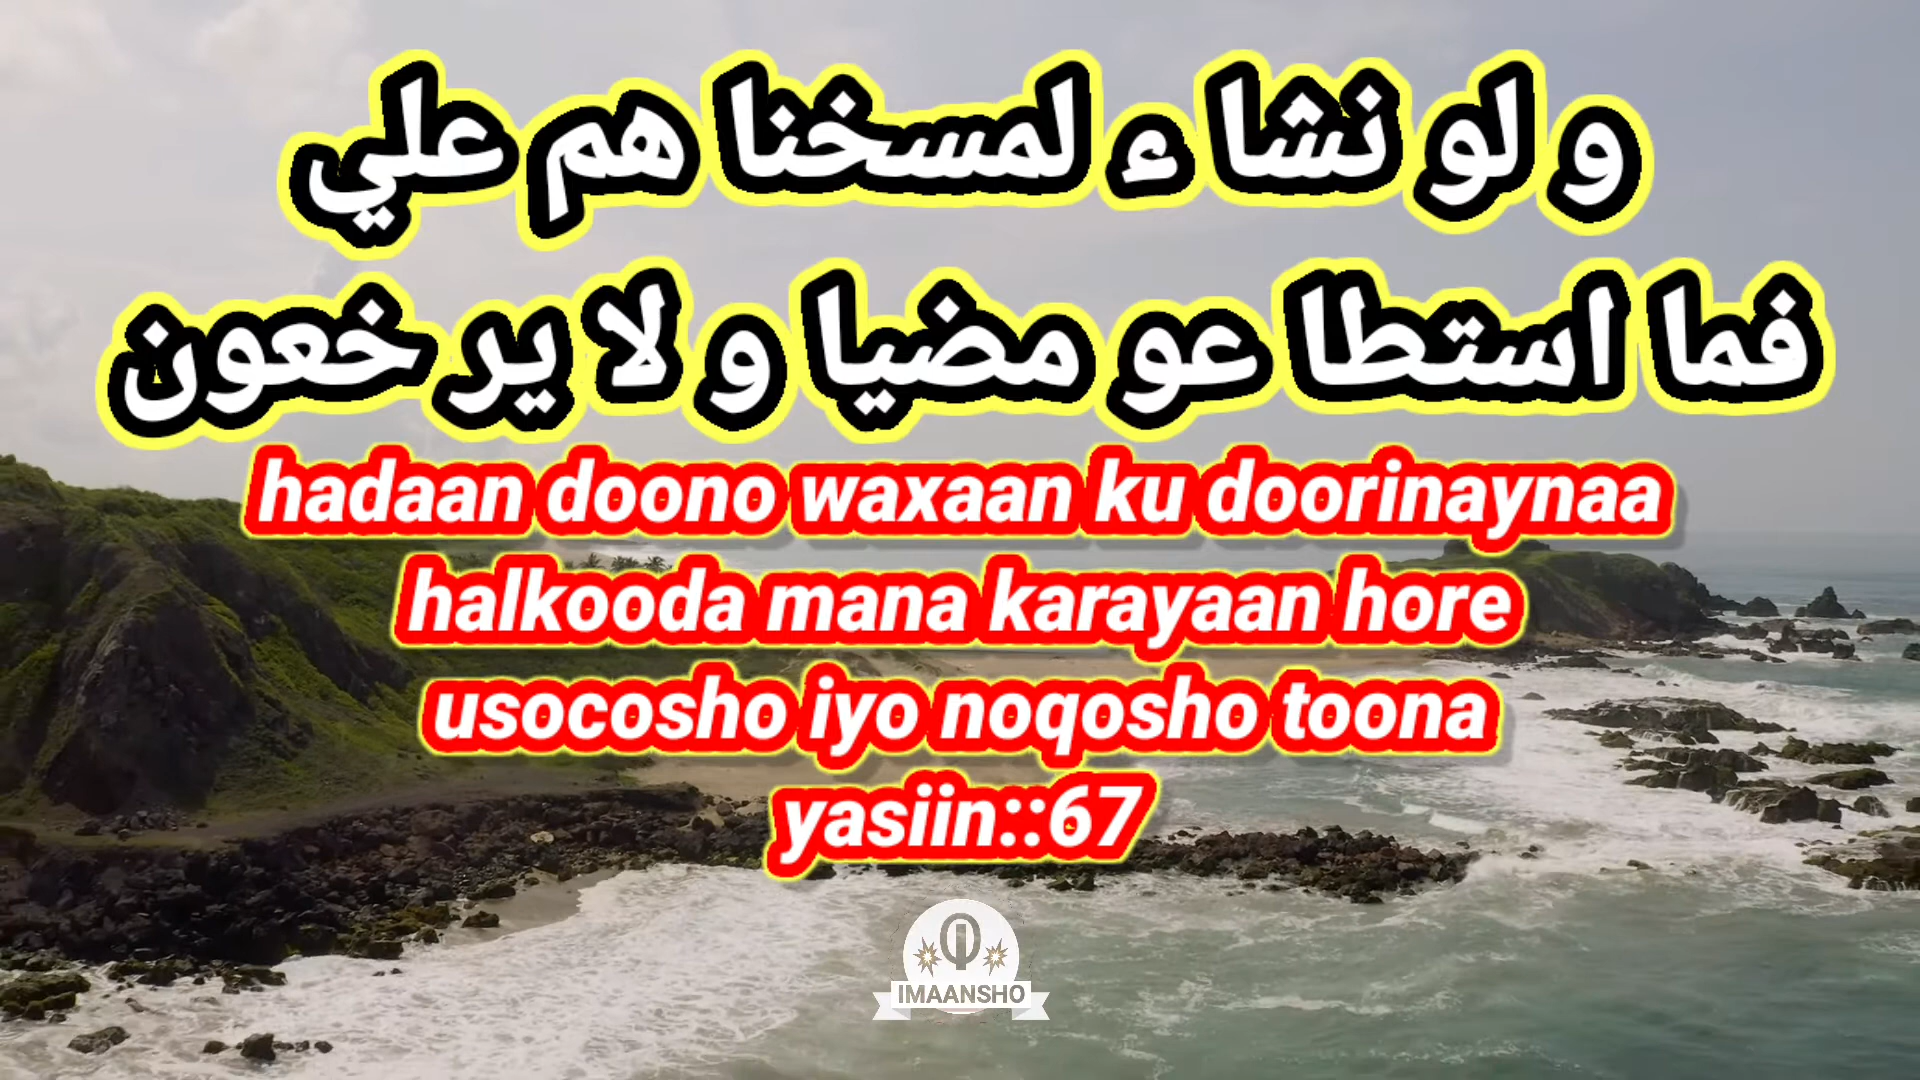 و لو نشا ء لمسخنا هم علي
فما استطا عو مضيا و لا ير خعون
hadaan doono waxaan ku doorinaynaa
halkooda mana karayaan hore
usocosho iyo noqosho toona
yasiin::67
IMAANSHO